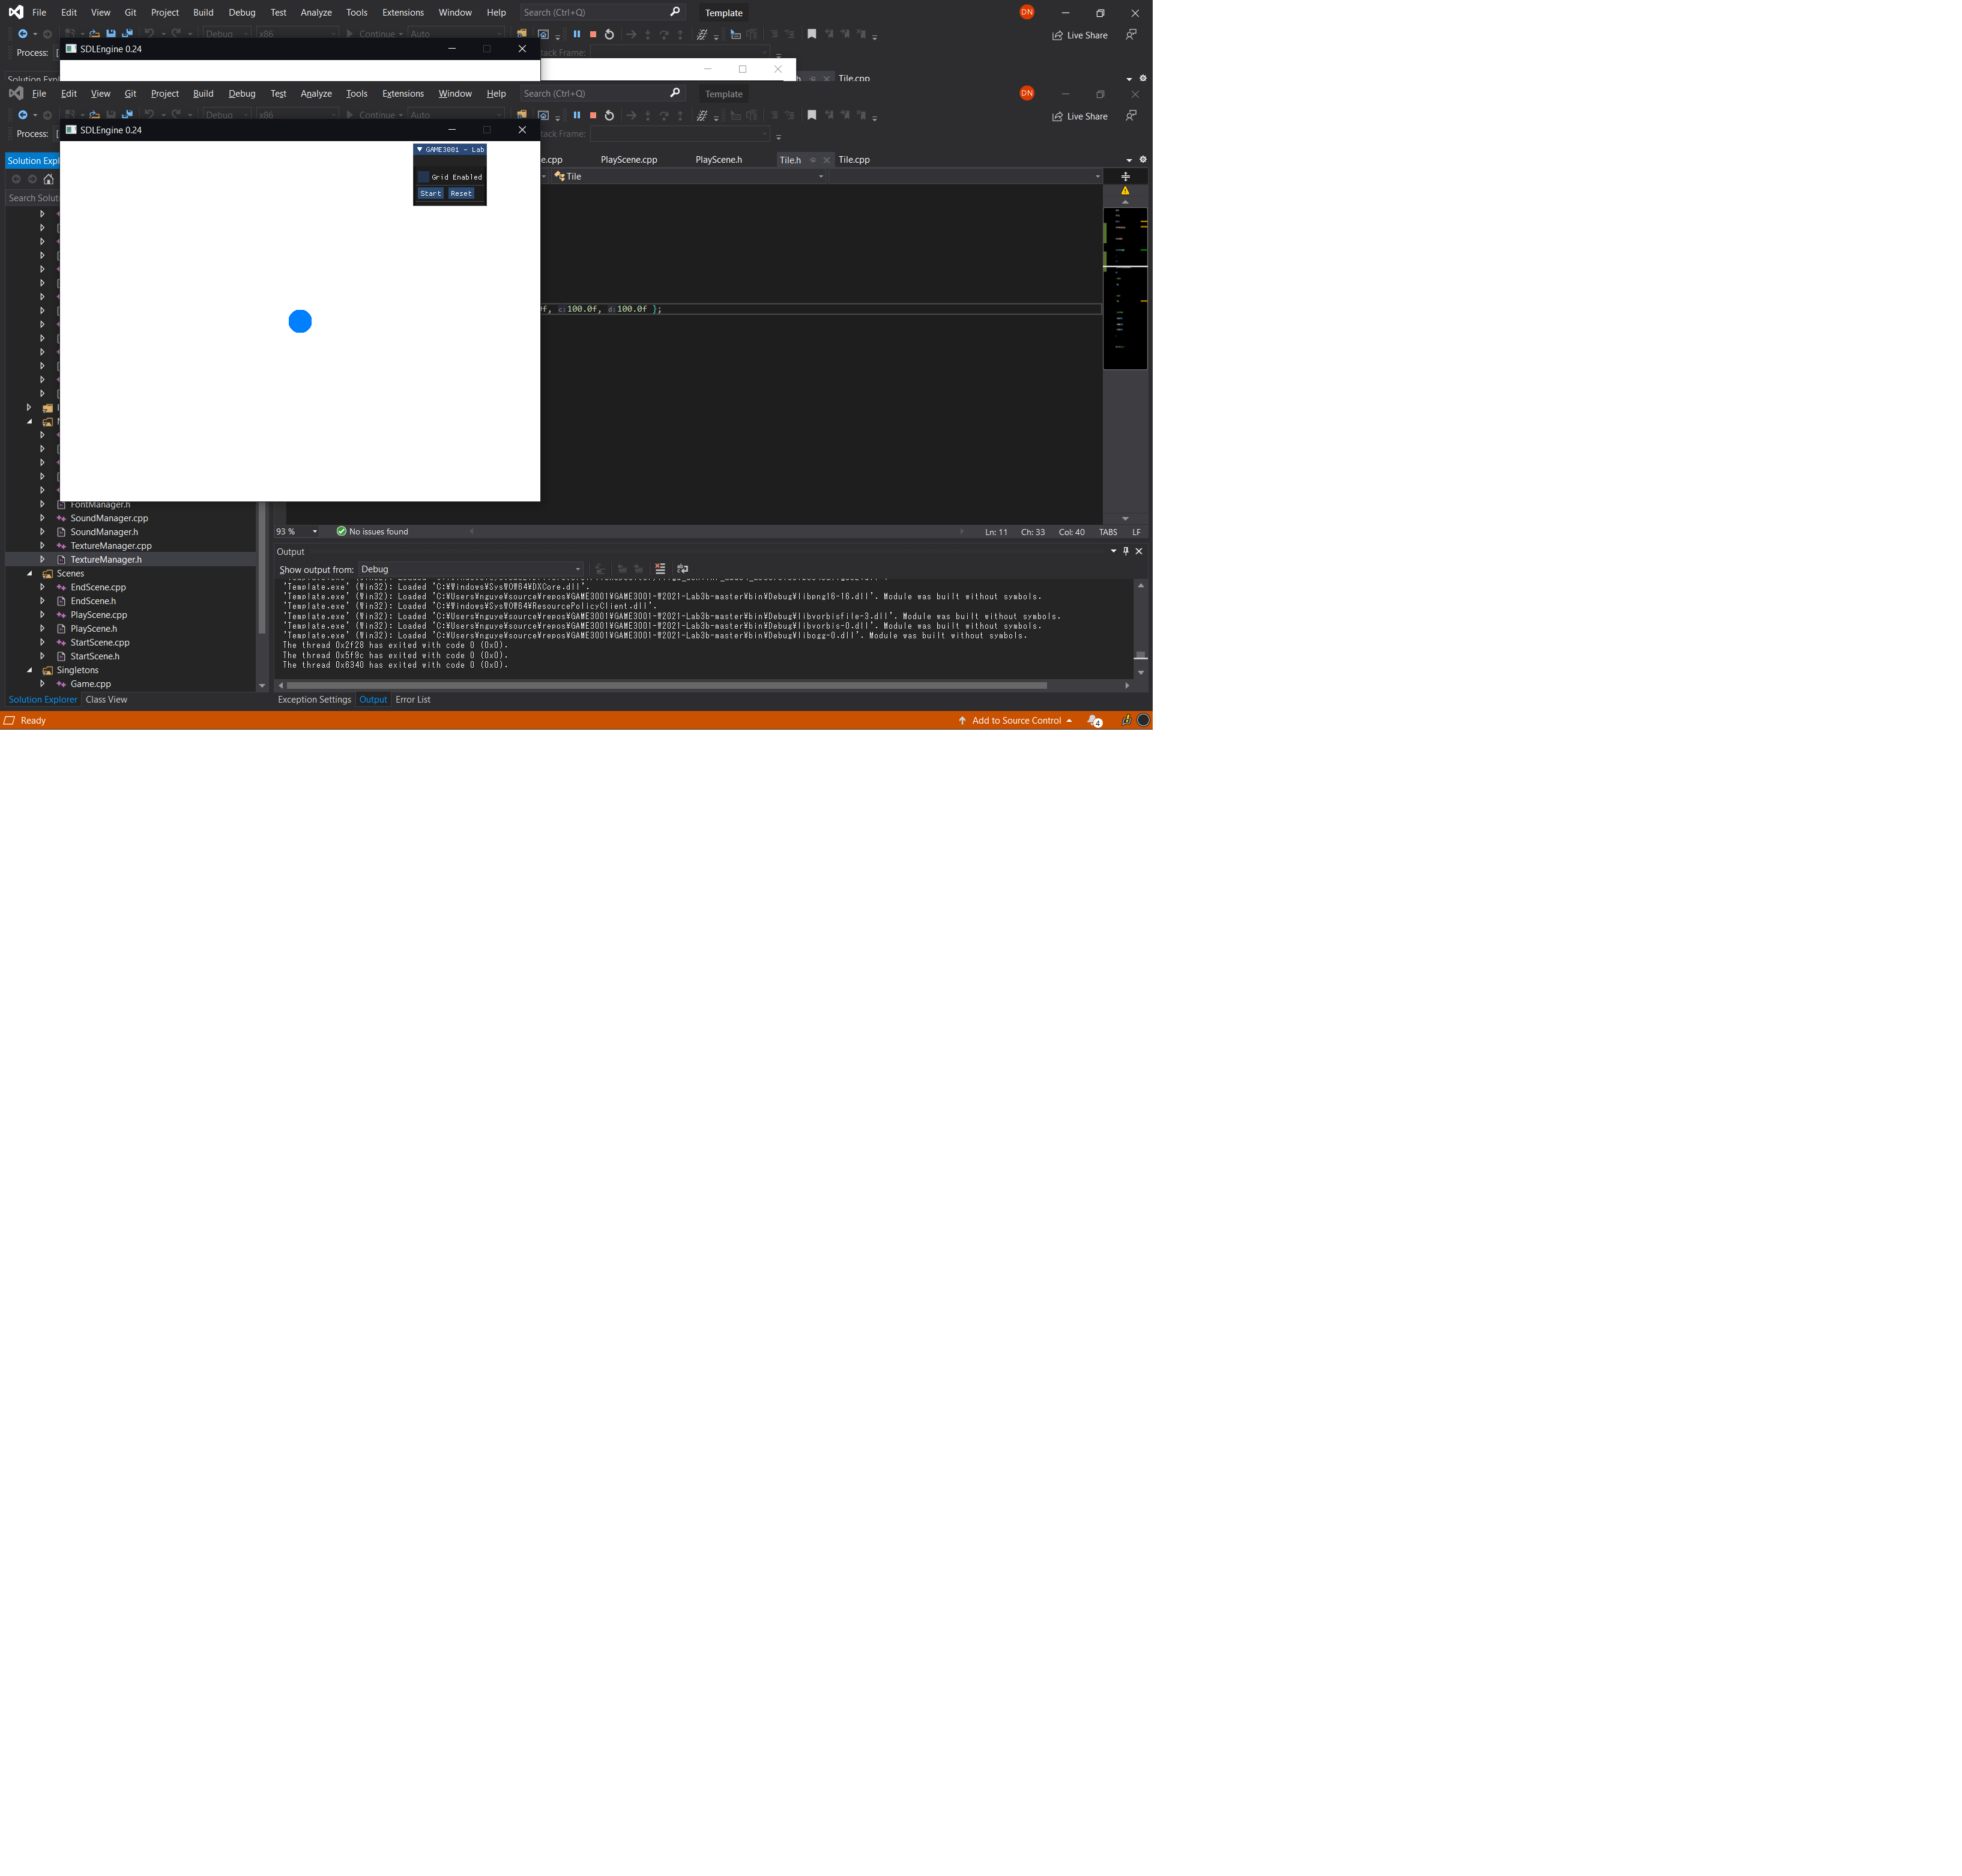 File Edit View Git Project Build Debug Test Analyze Tools Extensions Window Help Search (Ctrl+Q) Template DN
Debug x86 Continue Auto Live Share
Process: Stack Frame:
SDLEngine 0.24
Solution Expl Tile.cpp
File Edit View Git Project Build Debug Test Analyze Tools Extensions Window Help Search (Ctrl+Q) Template DN
Debug x86 Continue Auto Live Share
Process: tack Frame:
SDLEngine 0.24
GAME3001 - Lab
Grid Enabled
Start Reset
Solution Expl
e.cpp PlayScene.cpp PlayScene.h Tile.h Tile.cpp
Tile
Search Solut
0f, c:100.0f, d:100.0f };
FontManager.h
SoundManager.cpp
SoundManager.h
TextureManager.cpp
TextureManager.h
Scenes
EndScene.cpp
EndScene.h
PlayScene.cpp
PlayScene.h
StartScene.cpp
StartScene.h
Singletons
Game.cpp
Solution Explorer Class View
93 % No issues found Ln: 11 Ch: 33 Col: 40 TABS LF
Output
Show output from: Debug
'Template.exe' (Win32): Loaded 'C:¥Windows¥SysWOW64¥DXCore.dll'.
'Template.exe' (Win32): Loaded 'C:¥Users¥nguye¥source¥repos¥GAME3001¥GAME3001-W2021-Lab3b-master¥bin¥Debug¥libpng16-16.dll'. Module was built without symbols.
'Template.exe' (Win32): Loaded 'C:¥Windows¥SysWOW64¥ResourcePolicyClient.dll'.
'Template.exe' (Win32): Loaded 'C:¥Users¥nguye¥source¥repos¥GAME3001¥GAME3001-W2021-Lab3b-master¥bin¥Debug¥libvorbisfile-3.dll'. Module was built without symbols.
'Template.exe' (Win32): Loaded 'C:¥Users¥nguye¥source¥repos¥GAME3001¥GAME3001-W2021-Lab3b-master¥bin¥Debug¥libvorbis-0.dll'. Module was built without symbols.
'Template.exe' (Win32): Loaded 'C:¥Users¥nguye¥source¥repos¥GAME3001¥GAME3001-W2021-Lab3b-master¥bin¥Debug¥libogg-0.dll'. Module was built without symbols.
The thread 0x2f28 has exited with code 0 (0x0).
The thread 0x5f9c has exited with code 0 (0x0).
The thread 0x6340 has exited with code 0 (0x0).
Exception Settings Output Error List
Ready Add to Source Control 4